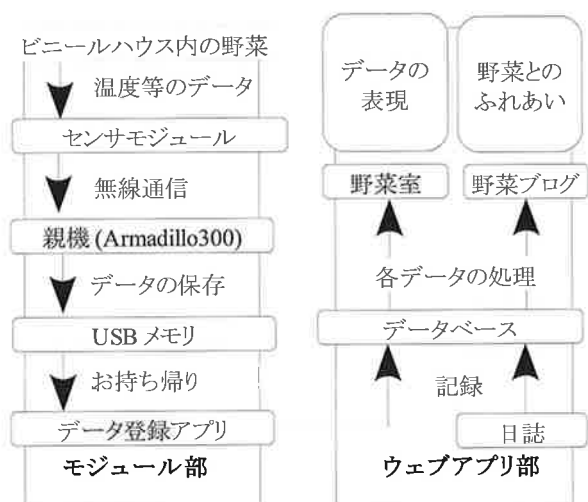 ビニールハウス内の野菜
温度等のデータ
センサモジュール
無線通信
親機 (Armadillo300)
データの保存
USB メモリ
お持ち帰り
データ登録アプリ
モジュール部
データの
表現
野菜との
ふれあい
野菜室
野菜ブログ
各データの処理
データベース
記録
日誌
ウェブアプリ部